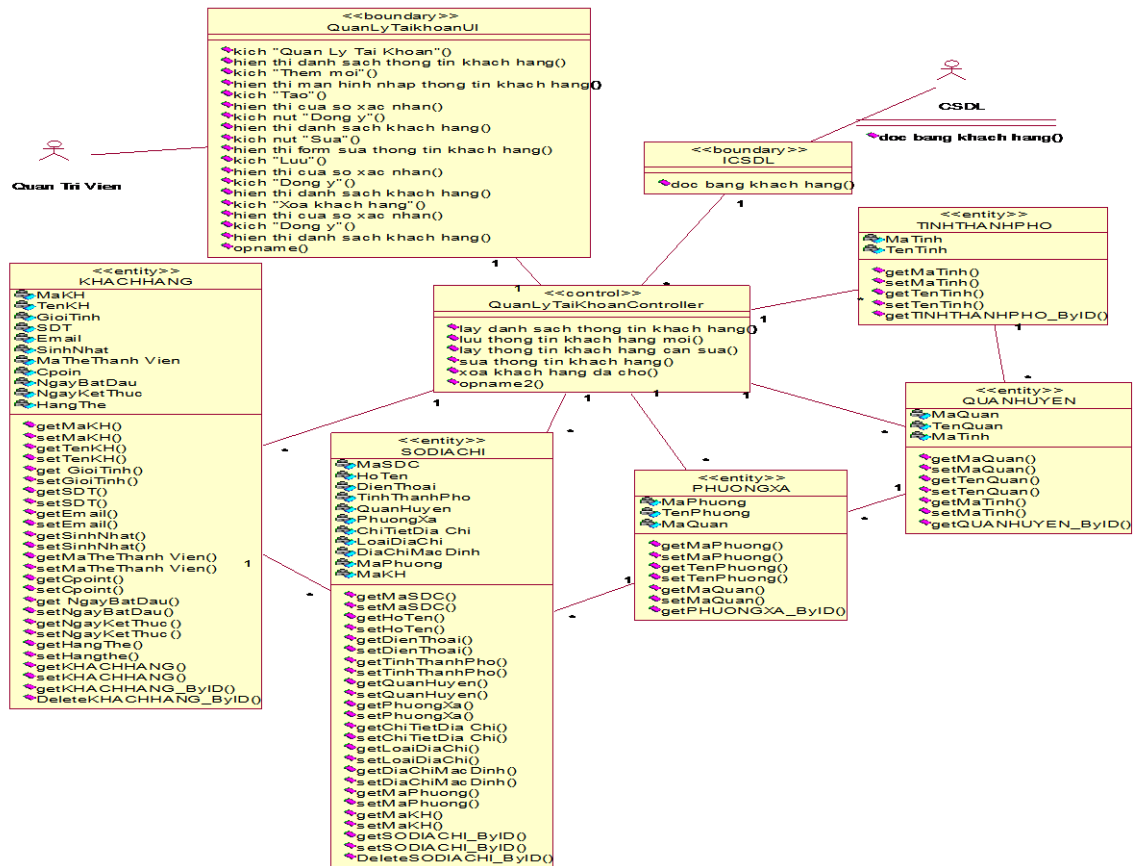 <<boundary>>
QuanLyTaikhoanUI
kich "Quan Ly Tai Khoan"()
hien thi danh sach thong tin khach hang()
kich "Them moi"()
hien thi man hinh nhap thong tin khach hang()
kich "Tao"()
hien thi cua so xac nhan()
kich nut "Dong y"()
hien thi danh sach khach hang()
kich nut "Sua"()
hien thi form sua thong tin khach hang()
kich "Luu"()
hien thi cua so xac nhan()
kich "Dong y"()
hien thi danh sach khach hang()
kich "Xoa khach hang"()
hien thi cua so xac nhan()
kich "Dong y"()
hien thi danh sach khach hang()
opname()
Quan Tri Vien
CSDL
doc bang khach hang()
<<boundary>>
ICSDL
doc bang khach hang()
1
1
1
*
<<control>>
QuanLyTaiKhoanController
lay danh sach thong tin khach hang()
luu thong tin khach hang moi()
lay thong tin khach hang can sua()
sua thong tin khach hang()
xoa khach hang da cho()
opname2()
1
*
1
1
1
1
<<entity>>
TINHTHANHPHO
MaTinh
TenTinh
getMaTinh()
setMaTinh()
getTenTinh()
setTenTinh()
getTINHTHANHPHO_ByID()
1
*
<<entity>>
QUANHUYEN
MaQuan
TenQuan
MaTinh
getMaQuan()
setMaQuan()
getTenQuan()
setTenQuan()
getMaTinh()
setMaTinh()
getQUANHUYEN_ByID()
*
1
<<entity>>
KHACHHANG
MaKH
TenKH
GioiTinh
SDT
Email
SinhNhat
MaTheThanh Vien
Cpoin
NgayBatDau
NgayKetThuc
HangThe
getMaKH()
setMaKH()
getTenKH()
setTenKH()
get GioiTinh()
setGioiTinh()
getSDT()
setSDT()
getEmail()
setEmail()
getSinhNhat()
setSinhNhat()
getMaTheThanh Vien()
setMaTheThanh Vien()
getCpoint()
setCpoint()
get NgayBatDau()
setNgayBatDau()
getNgayKetThuc()
setNgayKetThuc()
getHangThe()
setHangthe()
getKHACHHANG()
setKHACHHANG()
getKHACHHANG_ByID()
DeleteKHACHHANG_ByID()
*
1
*
<<entity>>
SODIACHI
MaSDC
HoTen
DienThoai
TinhThanhPho
QuanHuyen
PhuongXa
ChiTietDia Chi
LoaiDiaChi
DiaChiMacDinh
MaPhuong
MaKH
getMaSDC()
setMaSDC()
getHoTen()
setHoTen()
getDienThoai()
setDienThoai()
getTinhThanhPho()
setTinhThanhPho()
getQuanHuyen()
setQuanHuyen()
getPhuongXa()
setPhuongXa()
getChiTietDia Chi()
setChiTietDia Chi()
getLoaiDiaChi()
setLoaiDiaChi()
getDiaChiMacDinh()
setDiaChiMacDinh()
getMaPhuong()
setMaPhuong()
getMaKH()
setMaKH()
getSODIACHI_ByID()
setSODIACHI_ByID()
DeleteSODIACHI_ByID()
*
*
1
<<entity>>
PHUONGXA
MaPhuong
TenPhuong
MaQuan
getMaPhuong()
setMaPhuong()
getTenPhuong()
setTenPhuong()
getMaQuan()
setMaQuan()
getPHUONGXA_ByID()
*
*